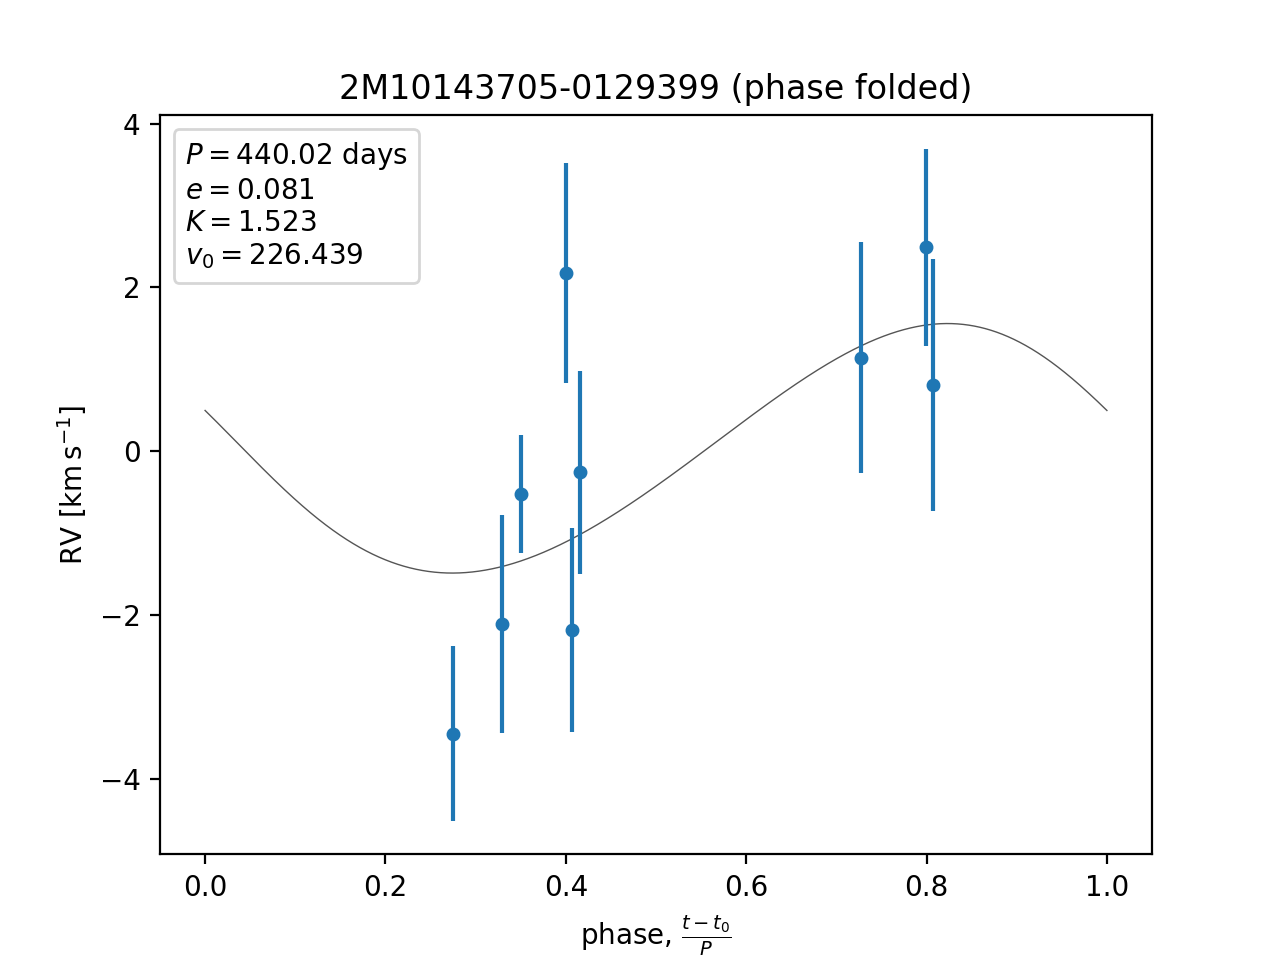 2M10143705-0129399 (phase folded)
P = 440.02 days
e = 0.081
K = 1.523
v₀ = 226.439
RV [km s⁻¹]
4
2
0
−2
−4
0.0 0.2 0.4 0.6 0.8 1.0
phase, (t − t₀)/P